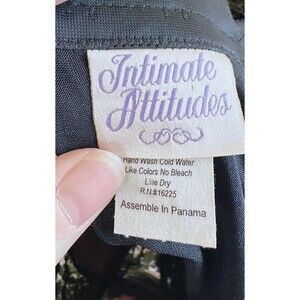 Intimate
Attitudes
Hand Wash Cold Water
Like Colors No Bleach
Line Dry
R.N.#16225
Assemble In Panama